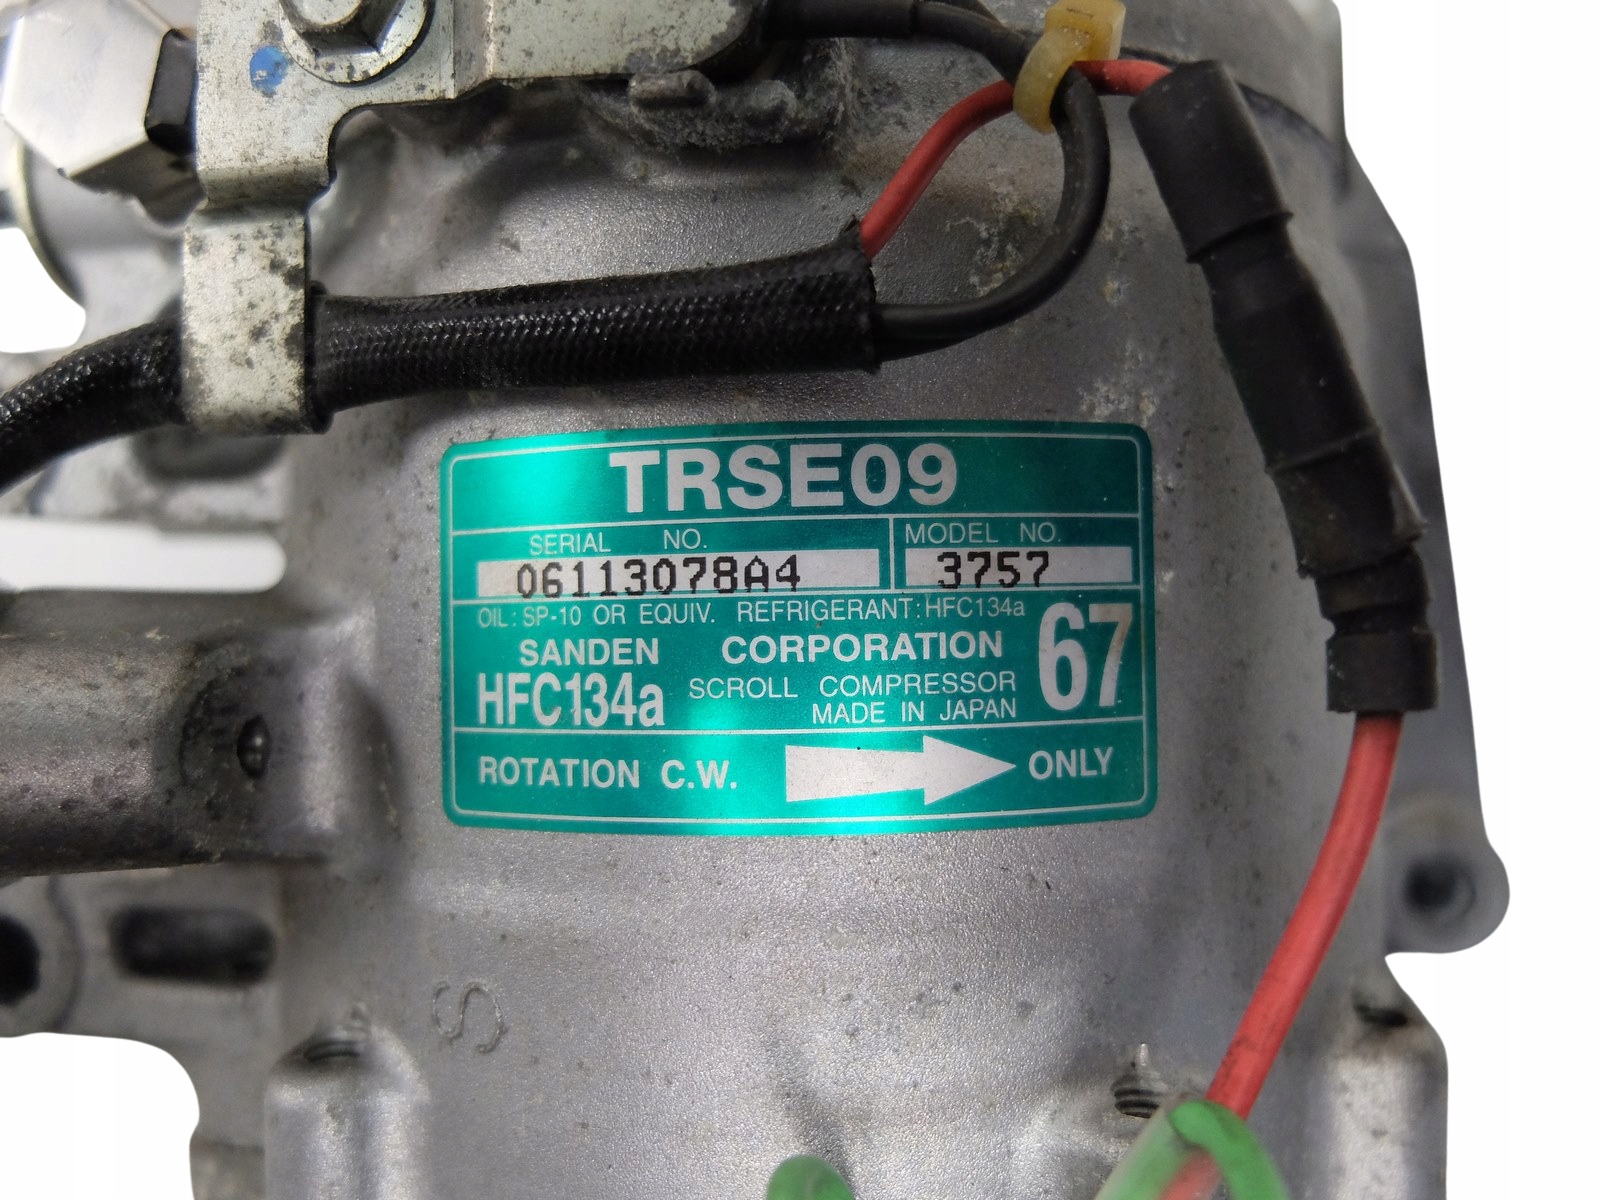 TRSE09
SERIAL NO. MODEL NO.
06113078A4 3757
OIL: SP-10 OR EQUIV. REFRIGERANT: HFC134a
SANDEN CORPORATION 67
HFC134a SCROLL COMPRESSOR
MADE IN JAPAN
ROTATION C.W. ONLY
S